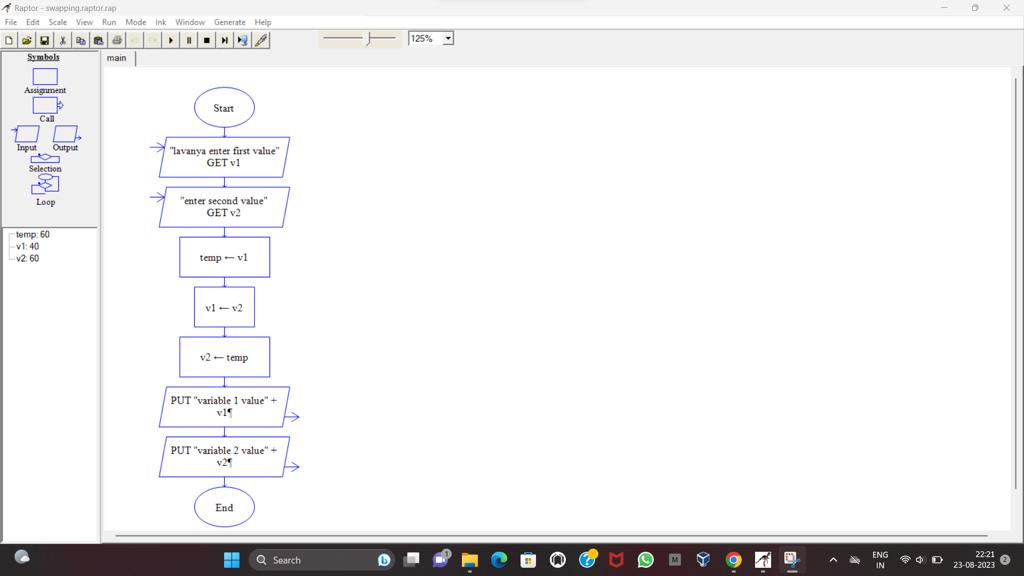 Raptor - swapping.raptor.rap
File Edit Scale View Run Mode Ink Window Generate Help
125%
Symbols
main
Assignment
Call
Input Output
Selection
Loop
temp: 60
v1: 40
v2: 60
Start
"lavanya enter first value"
GET v1
"enter second value"
GET v2
temp ← v1
v1 ← v2
v2 ← temp
PUT "variable 1 value" +
v1¶
PUT "variable 2 value" +
v2¶
End
Search
ENG
IN
22:21
23-08-2023